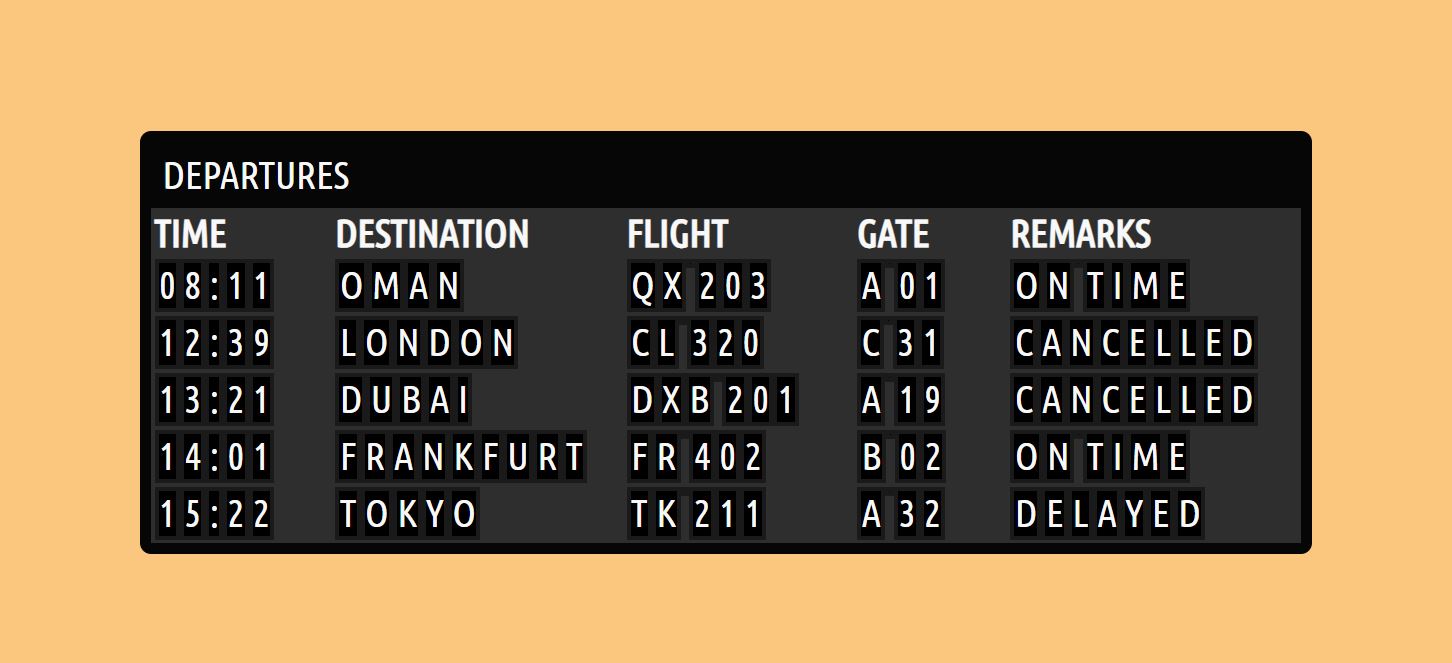 DEPARTURES
TIME DESTINATION FLIGHT GATE REMARKS
08:11 OMAN QX 203 A 01 ON TIME
12:39 LONDON CL 320 C 31 CANCELLED
13:21 DUBAI DXB 201 A 19 CANCELLED
14:01 FRANKFURT FR 402 B 02 ON TIME
15:22 TOKYO TK 211 A 32 DELAYED